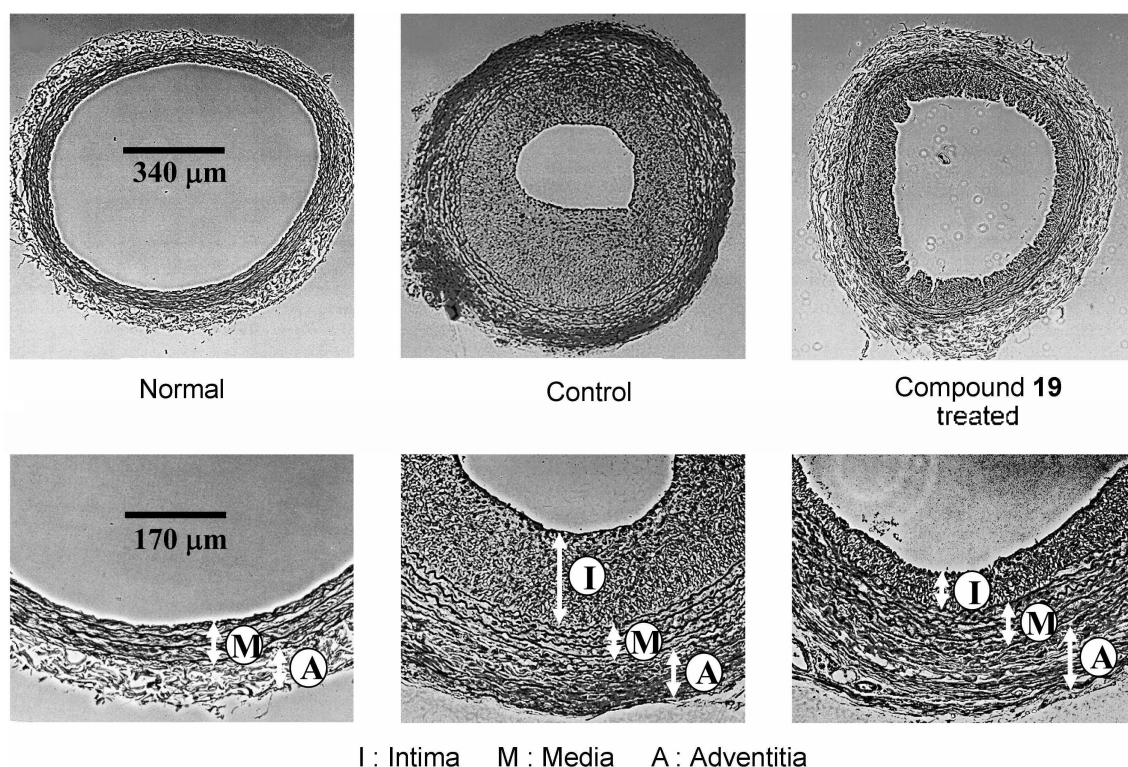 340 μm
Normal
Control
Compound 19
treated
170 μm
M
A
I
M
A
I
M
A
I : Intima M : Media A : Adventitia